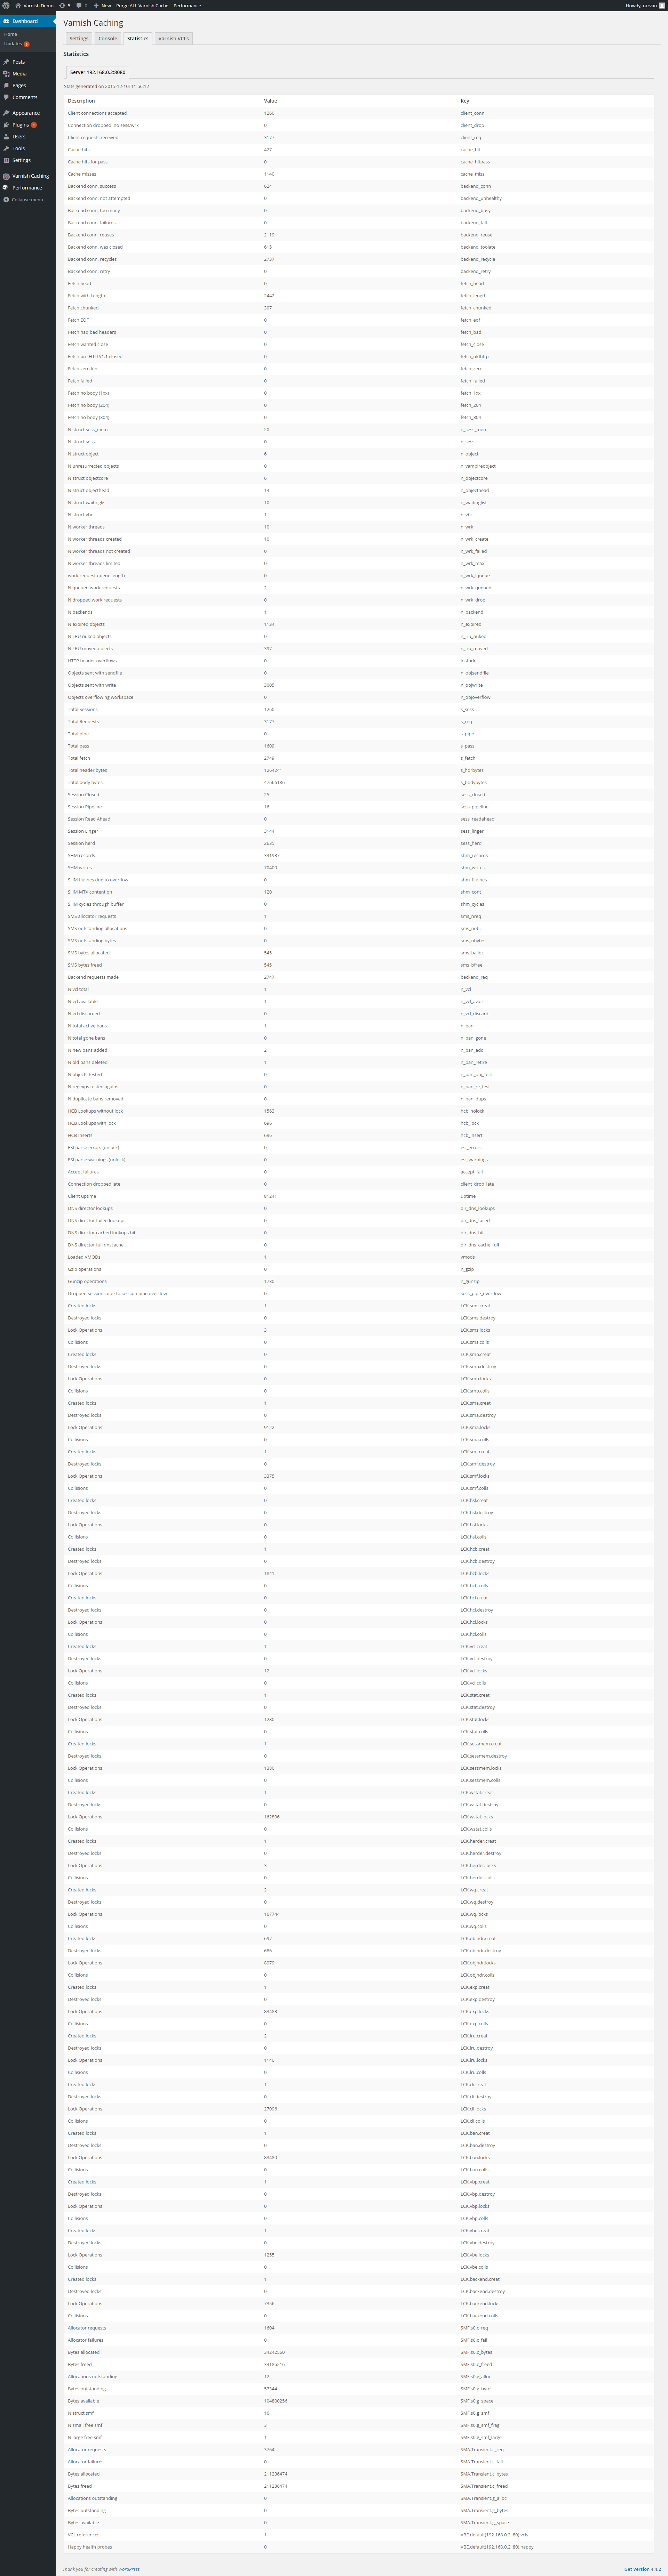 Varnish Demo 5 0 New Purge ALL Varnish Cache Performance Howdy, razvan
Dashboard
Home
Updates
Posts
Media
Pages
Comments
Appearance
Plugins
Users
Tools
Settings
Varnish Caching
Performance
Collapse menu
Varnish Caching
Settings Console Statistics Varnish VCLs
Statistics
Server 192.168.0.2:8080
Stats generated on 2015-12-10T11:56:12
Description Value Key
Client connections accepted 1260 client_conn
Connection dropped, no sess/wrk 0 client_drop
Client requests received 3177 client_req
Cache hits 427 cache_hit
Cache hits for pass 0 cache_hitpass
Cache misses 1140 cache_miss
Backend conn. success 624 backend_conn
Backend conn. not attempted 0 backend_unhealthy
Backend conn. too many 0 backend_busy
Backend conn. failures 0 backend_fail
Backend conn. reuses 2119 backend_reuse
Backend conn. was closed 615 backend_toolate
Backend conn. recycles 2737 backend_recycle
Backend conn. retry 0 backend_retry
Fetch head 0 fetch_head
Fetch with Length 2442 fetch_length
Fetch chunked 307 fetch_chunked
Fetch EOF 0 fetch_eof
Fetch had bad headers 0 fetch_bad
Fetch wanted close 0 fetch_close
Fetch pre HTTP/1.1 closed 0 fetch_oldhttp
Fetch zero len 0 fetch_zero
Fetch failed 0 fetch_failed
Fetch no body (1xx) 0 fetch_1xx
Fetch no body (204) 0 fetch_204
Fetch no body (304) 0 fetch_304
N struct sess_mem 20 n_sess_mem
N struct sess 0 n_sess
N struct object 6 n_object
N unresurrected objects 0 n_vampireobject
N struct objectcore 6 n_objectcore
N struct objecthead 14 n_objecthead
N struct waitinglist 10 n_waitinglist
N struct vbc 1 n_vbc
N worker threads 10 n_wrk
N worker threads created 10 n_wrk_create
N worker threads not created 0 n_wrk_failed
N worker threads limited 0 n_wrk_max
work request queue length 0 n_wrk_lqueue
N queued work requests 2 n_wrk_queued
N dropped work requests 0 n_wrk_drop
N backends 1 n_backend
N expired objects 1134 n_expired
N LRU nuked objects 0 n_lru_nuked
N LRU moved objects 397 n_lru_moved
HTTP header overflows 0 losthdr
Objects sent with sendfile 0 n_objsendfile
Objects sent with write 3005 n_objwrite
Objects overflowing workspace 0 n_objoverflow
Total Sessions 1260 s_sess
Total Requests 3177 s_req
Total pipe 0 s_pipe
Total pass 1609 s_pass
Total fetch 2749 s_fetch
Total header bytes 1264241 s_hdrbytes
Total body bytes 47666186 s_bodybytes
Session Closed 25 sess_closed
Session Pipeline 16 sess_pipeline
Session Read Ahead 0 sess_readahead
Session Linger 3144 sess_linger
Session herd 2635 sess_herd
SHM records 341937 shm_records
SHM writes 70400 shm_writes
SHM flushes due to overflow 0 shm_flushes
SHM MTX contention 120 shm_cont
SHM cycles through buffer 0 shm_cycles
SMS allocator requests 1 sms_nreq
SMS outstanding allocations 0 sms_nobj
SMS outstanding bytes 0 sms_nbytes
SMS bytes allocated 545 sms_balloc
SMS bytes freed 545 sms_bfree
Backend requests made 2747 backend_req
N vcl total 1 n_vcl
N vcl available 1 n_vcl_avail
N vcl discarded 0 n_vcl_discard
N total active bans 1 n_ban
N total gone bans 0 n_ban_gone
N new bans added 2 n_ban_add
N old bans deleted 1 n_ban_retire
N objects tested 0 n_ban_obj_test
N regexps tested against 0 n_ban_re_test
N duplicate bans removed 0 n_ban_dups
HCB Lookups without lock 1563 hcb_nolock
HCB Lookups with lock 696 hcb_lock
HCB Inserts 696 hcb_insert
ESI parse errors (unlock) 0 esi_errors
ESI parse warnings (unlock) 0 esi_warnings
Accept failures 0 accept_fail
Connection dropped late 0 client_drop_late
Client uptime 81241 uptime
DNS director lookups 0 dir_dns_lookups
DNS director failed lookups 0 dir_dns_failed
DNS director cached lookups hit 0 dir_dns_hit
DNS director full dnscache 0 dir_dns_cache_full
Loaded VMODs 1 vmods
Gzip operations 0 n_gzip
Gunzip operations 1730 n_gunzip
Dropped sessions due to session pipe overflow 0 sess_pipe_overflow
Created locks 1 LCK.sms.creat
Destroyed locks 0 LCK.sms.destroy
Lock Operations 3 LCK.sms.locks
Collisions 0 LCK.sms.colls
Created locks 0 LCK.smp.creat
Destroyed locks 0 LCK.smp.destroy
Lock Operations 0 LCK.smp.locks
Collisions 0 LCK.smp.colls
Created locks 1 LCK.sma.creat
Destroyed locks 0 LCK.sma.destroy
Lock Operations 9122 LCK.sma.locks
Collisions 0 LCK.sma.colls
Created locks 1 LCK.smf.creat
Destroyed locks 0 LCK.smf.destroy
Lock Operations 3375 LCK.smf.locks
Collisions 0 LCK.smf.colls
Created locks 0 LCK.hsl.creat
Destroyed locks 0 LCK.hsl.destroy
Lock Operations 0 LCK.hsl.locks
Collisions 0 LCK.hsl.colls
Created locks 1 LCK.hcb.creat
Destroyed locks 0 LCK.hcb.destroy
Lock Operations 1841 LCK.hcb.locks
Collisions 0 LCK.hcb.colls
Created locks 0 LCK.hcl.creat
Destroyed locks 0 LCK.hcl.destroy
Lock Operations 0 LCK.hcl.locks
Collisions 0 LCK.hcl.colls
Created locks 1 LCK.vcl.creat
Destroyed locks 0 LCK.vcl.destroy
Lock Operations 12 LCK.vcl.locks
Collisions 0 LCK.vcl.colls
Created locks 1 LCK.stat.creat
Destroyed locks 0 LCK.stat.destroy
Lock Operations 1280 LCK.stat.locks
Collisions 0 LCK.stat.colls
Created locks 1 LCK.sessmem.creat
Destroyed locks 0 LCK.sessmem.destroy
Lock Operations 1380 LCK.sessmem.locks
Collisions 0 LCK.sessmem.colls
Created locks 1 LCK.wstat.creat
Destroyed locks 0 LCK.wstat.destroy
Lock Operations 162806 LCK.wstat.locks
Collisions 0 LCK.wstat.colls
Created locks 1 LCK.herder.creat
Destroyed locks 0 LCK.herder.destroy
Lock Operations 3 LCK.herder.locks
Collisions 0 LCK.herder.colls
Created locks 2 LCK.wq.creat
Destroyed locks 0 LCK.wq.destroy
Lock Operations 167744 LCK.wq.locks
Collisions 0 LCK.wq.colls
Created locks 697 LCK.objhdr.creat
Destroyed locks 686 LCK.objhdr.destroy
Lock Operations 8079 LCK.objhdr.locks
Collisions 0 LCK.objhdr.colls
Created locks 1 LCK.exp.creat
Destroyed locks 0 LCK.exp.destroy
Lock Operations 83483 LCK.exp.locks
Collisions 0 LCK.exp.colls
Created locks 2 LCK.lru.creat
Destroyed locks 0 LCK.lru.destroy
Lock Operations 1140 LCK.lru.locks
Collisions 0 LCK.lru.colls
Created locks 1 LCK.cli.creat
Destroyed locks 0 LCK.cli.destroy
Lock Operations 27096 LCK.cli.locks
Collisions 0 LCK.cli.colls
Created locks 1 LCK.ban.creat
Destroyed locks 0 LCK.ban.destroy
Lock Operations 83480 LCK.ban.locks
Collisions 0 LCK.ban.colls
Created locks 1 LCK.vbp.creat
Destroyed locks 0 LCK.vbp.destroy
Lock Operations 0 LCK.vbp.locks
Collisions 0 LCK.vbp.colls
Created locks 1 LCK.vbe.creat
Destroyed locks 0 LCK.vbe.destroy
Lock Operations 1255 LCK.vbe.locks
Collisions 0 LCK.vbe.colls
Created locks 1 LCK.backend.creat
Destroyed locks 0 LCK.backend.destroy
Lock Operations 7356 LCK.backend.locks
Collisions 0 LCK.backend.colls
Allocator requests 1604 SMF.s0.c_req
Allocator failures 0 SMF.s0.c_fail
Bytes allocated 34242560 SMF.s0.c_bytes
Bytes freed 34185216 SMF.s0.c_freed
Allocations outstanding 12 SMF.s0.g_alloc
Bytes outstanding 57344 SMF.s0.g_bytes
Bytes available 104800256 SMF.s0.g_space
N struct smf 16 SMF.s0.g_smf
N small free smf 3 SMF.s0.g_smf_frag
N large free smf 1 SMF.s0.g_smf_large
Allocator requests 3764 SMA.Transient.c_req
Allocator failures 0 SMA.Transient.c_fail
Bytes allocated 211236474 SMA.Transient.c_bytes
Bytes freed 211236474 SMA.Transient.c_freed
Allocations outstanding 0 SMA.Transient.g_alloc
Bytes outstanding 0 SMA.Transient.g_bytes
Bytes available 0 SMA.Transient.g_space
VCL references 1 VBE.default(192.168.0.2,,80).vcls
Happy health probes 0 VBE.default(192.168.0.2,,80).happy
Thank you for creating with WordPress. Get Version 4.4.2